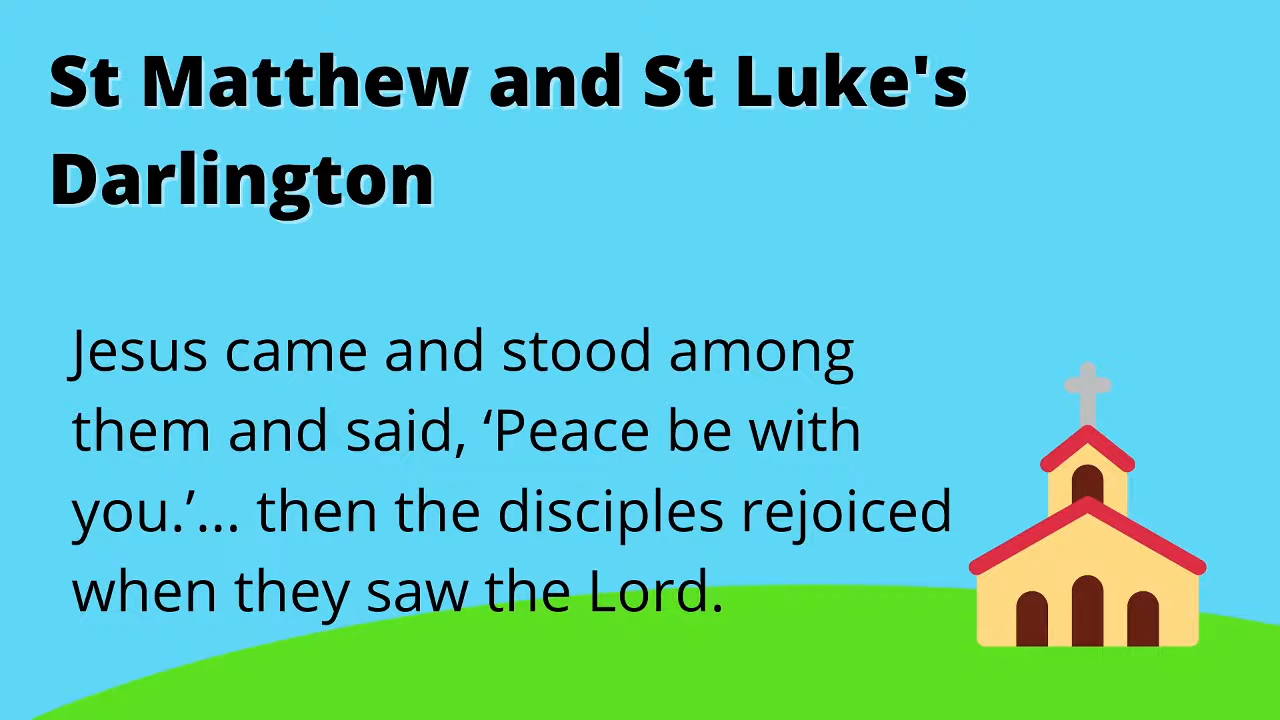 St Matthew and St Luke's
Darlington
Jesus came and stood among
them and said, ‘Peace be with
you.’... then the disciples rejoiced
when they saw the Lord.